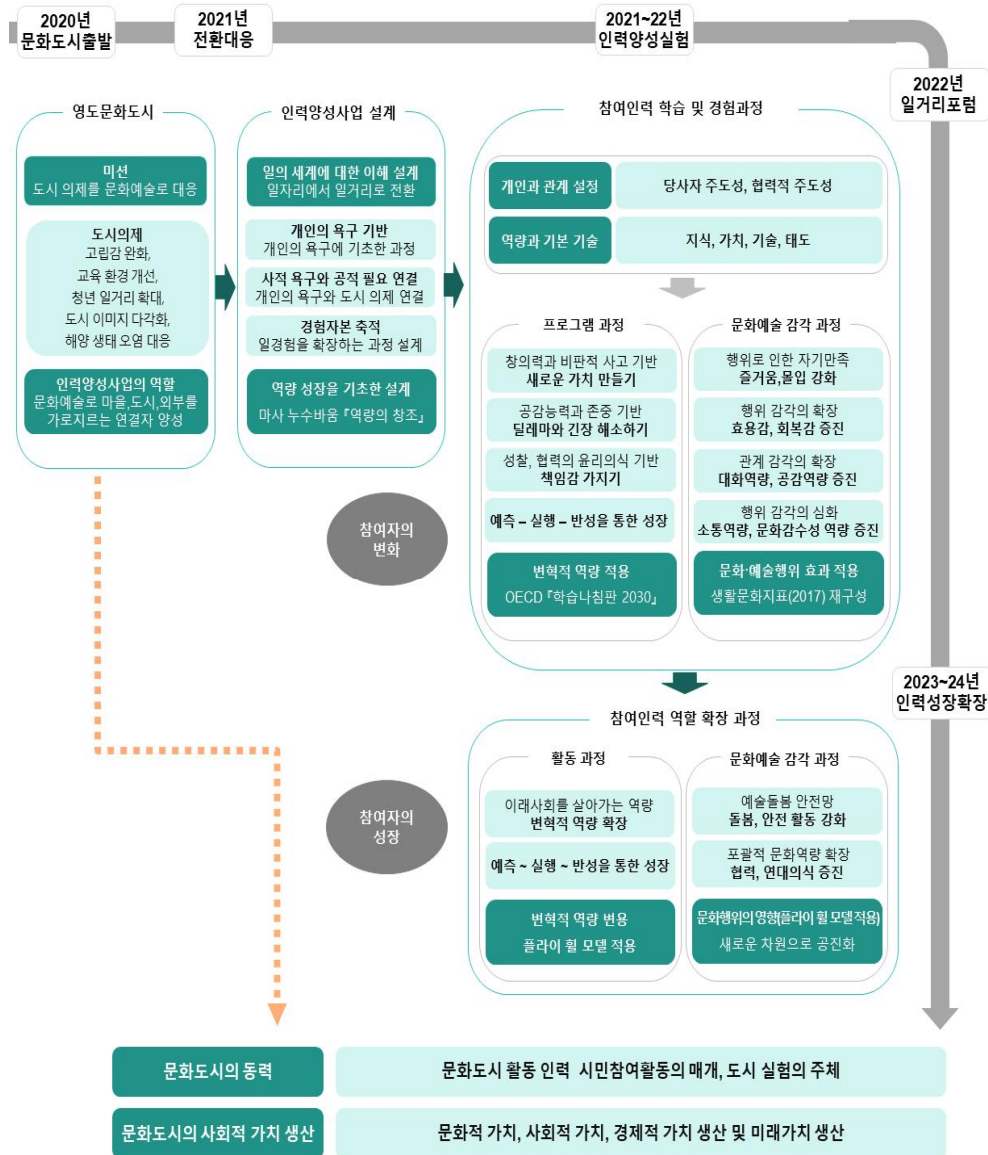 2020년
문화도시출발
2021년
전환대응
2021~22년
인력양성실험
2022년
일거리포럼
영도문화도시
미션
도시 의제를 문화예술로 대응
도시의제
고립감 완화,
교육 환경 개선,
청년 일거리 확대,
도시 이미지 다각화,
해양 생태 오염 대응
인력양성사업의 역할
문화예술로 마을,도시,외부를
가로지르는 연결자 양성
인력양성사업 설계
일의 세계에 대한 이해 설계
일자리에서 일거리로 전환
개인의 욕구 기반
개인의 욕구에 기초한 과정
사적 욕구와 공적 필요 연결
개인의 욕구와 도시 의제 연결
경험자본 축적
일경험을 확장하는 과정 설계
역량 성장을 기초한 설계
마사 누수바움 『역량의 창조』
참여인력 학습 및 경험과정
개인과 관계 설정
당사자 주도성, 협력적 주도성
역량과 기본 기술
지식, 가치, 기술, 태도
프로그램 과정
창의력과 비판적 사고 기반
새로운 가치 만들기
공감능력과 존중 기반
딜레마와 긴장 해소하기
성찰, 협력의 윤리의식 기반
책임감 가지기
예측 – 실행 – 반성을 통한 성장
변혁적 역량 적용
OECD 『학습나침판 2030』
문화예술 감각 과정
행위로 인한 자기만족
즐거움,몰입 강화
행위 감각의 확장
효용감, 회복감 증진
관계 감각의 확장
대화역량, 공감역량 증진
행위 감각의 심화
소통역량, 문화감수성 역량 증진
문화·예술행위 효과 적용
생활문화지표(2017) 재구성
참여자의
변화
2023~24년
인력성장확장
참여인력 역할 확장 과정
활동 과정
이래사회를 살아가는 역량
변혁적 역량 확장
예측 ~ 실행 ~ 반성을 통한 성장
변혁적 역량 변용
플라이 휠 모델 적용
문화예술 감각 과정
예술돌봄 안전망
돌봄, 안전 활동 강화
포괄적 문화역량 확장
협력, 연대의식 증진
문화행위의 영향(플라이 휠 모델 적용)
새로운 차원으로 공진화
참여자의
성장
문화도시의 동력
문화도시 활동 인력 시민참여활동의 매개, 도시 실험의 주체
문화도시의 사회적 가치 생산
문화적 가치, 사회적 가치, 경제적 가치 생산 및 미래가치 생산